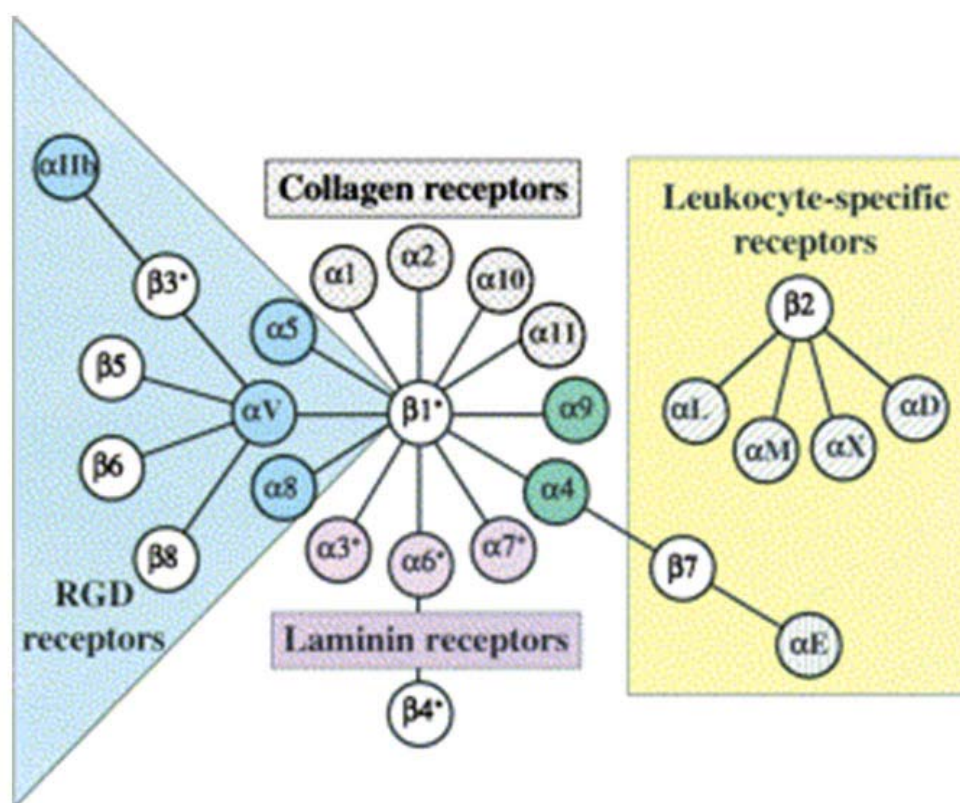 αIIb
Collagen receptors
Leukocyte-specific
receptors
α1
α2
α10
β3*
β2
α5
α11
β5
αV
β1*
α9
αL
αM
αX
αD
β6
α8
α4
β8
α3*
α6*
α7*
β7
RGD
receptors
Laminin receptors
αE
β4*